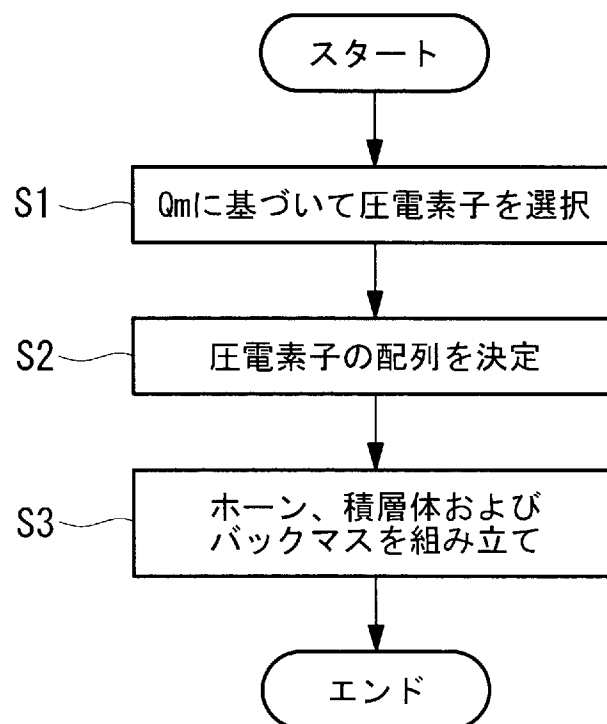 スタート
S1
Qmに基づいて圧電素子を選択
S2
圧電素子の配列を決定
S3
ホーン、積層体および
バックマスを組み立て
エンド